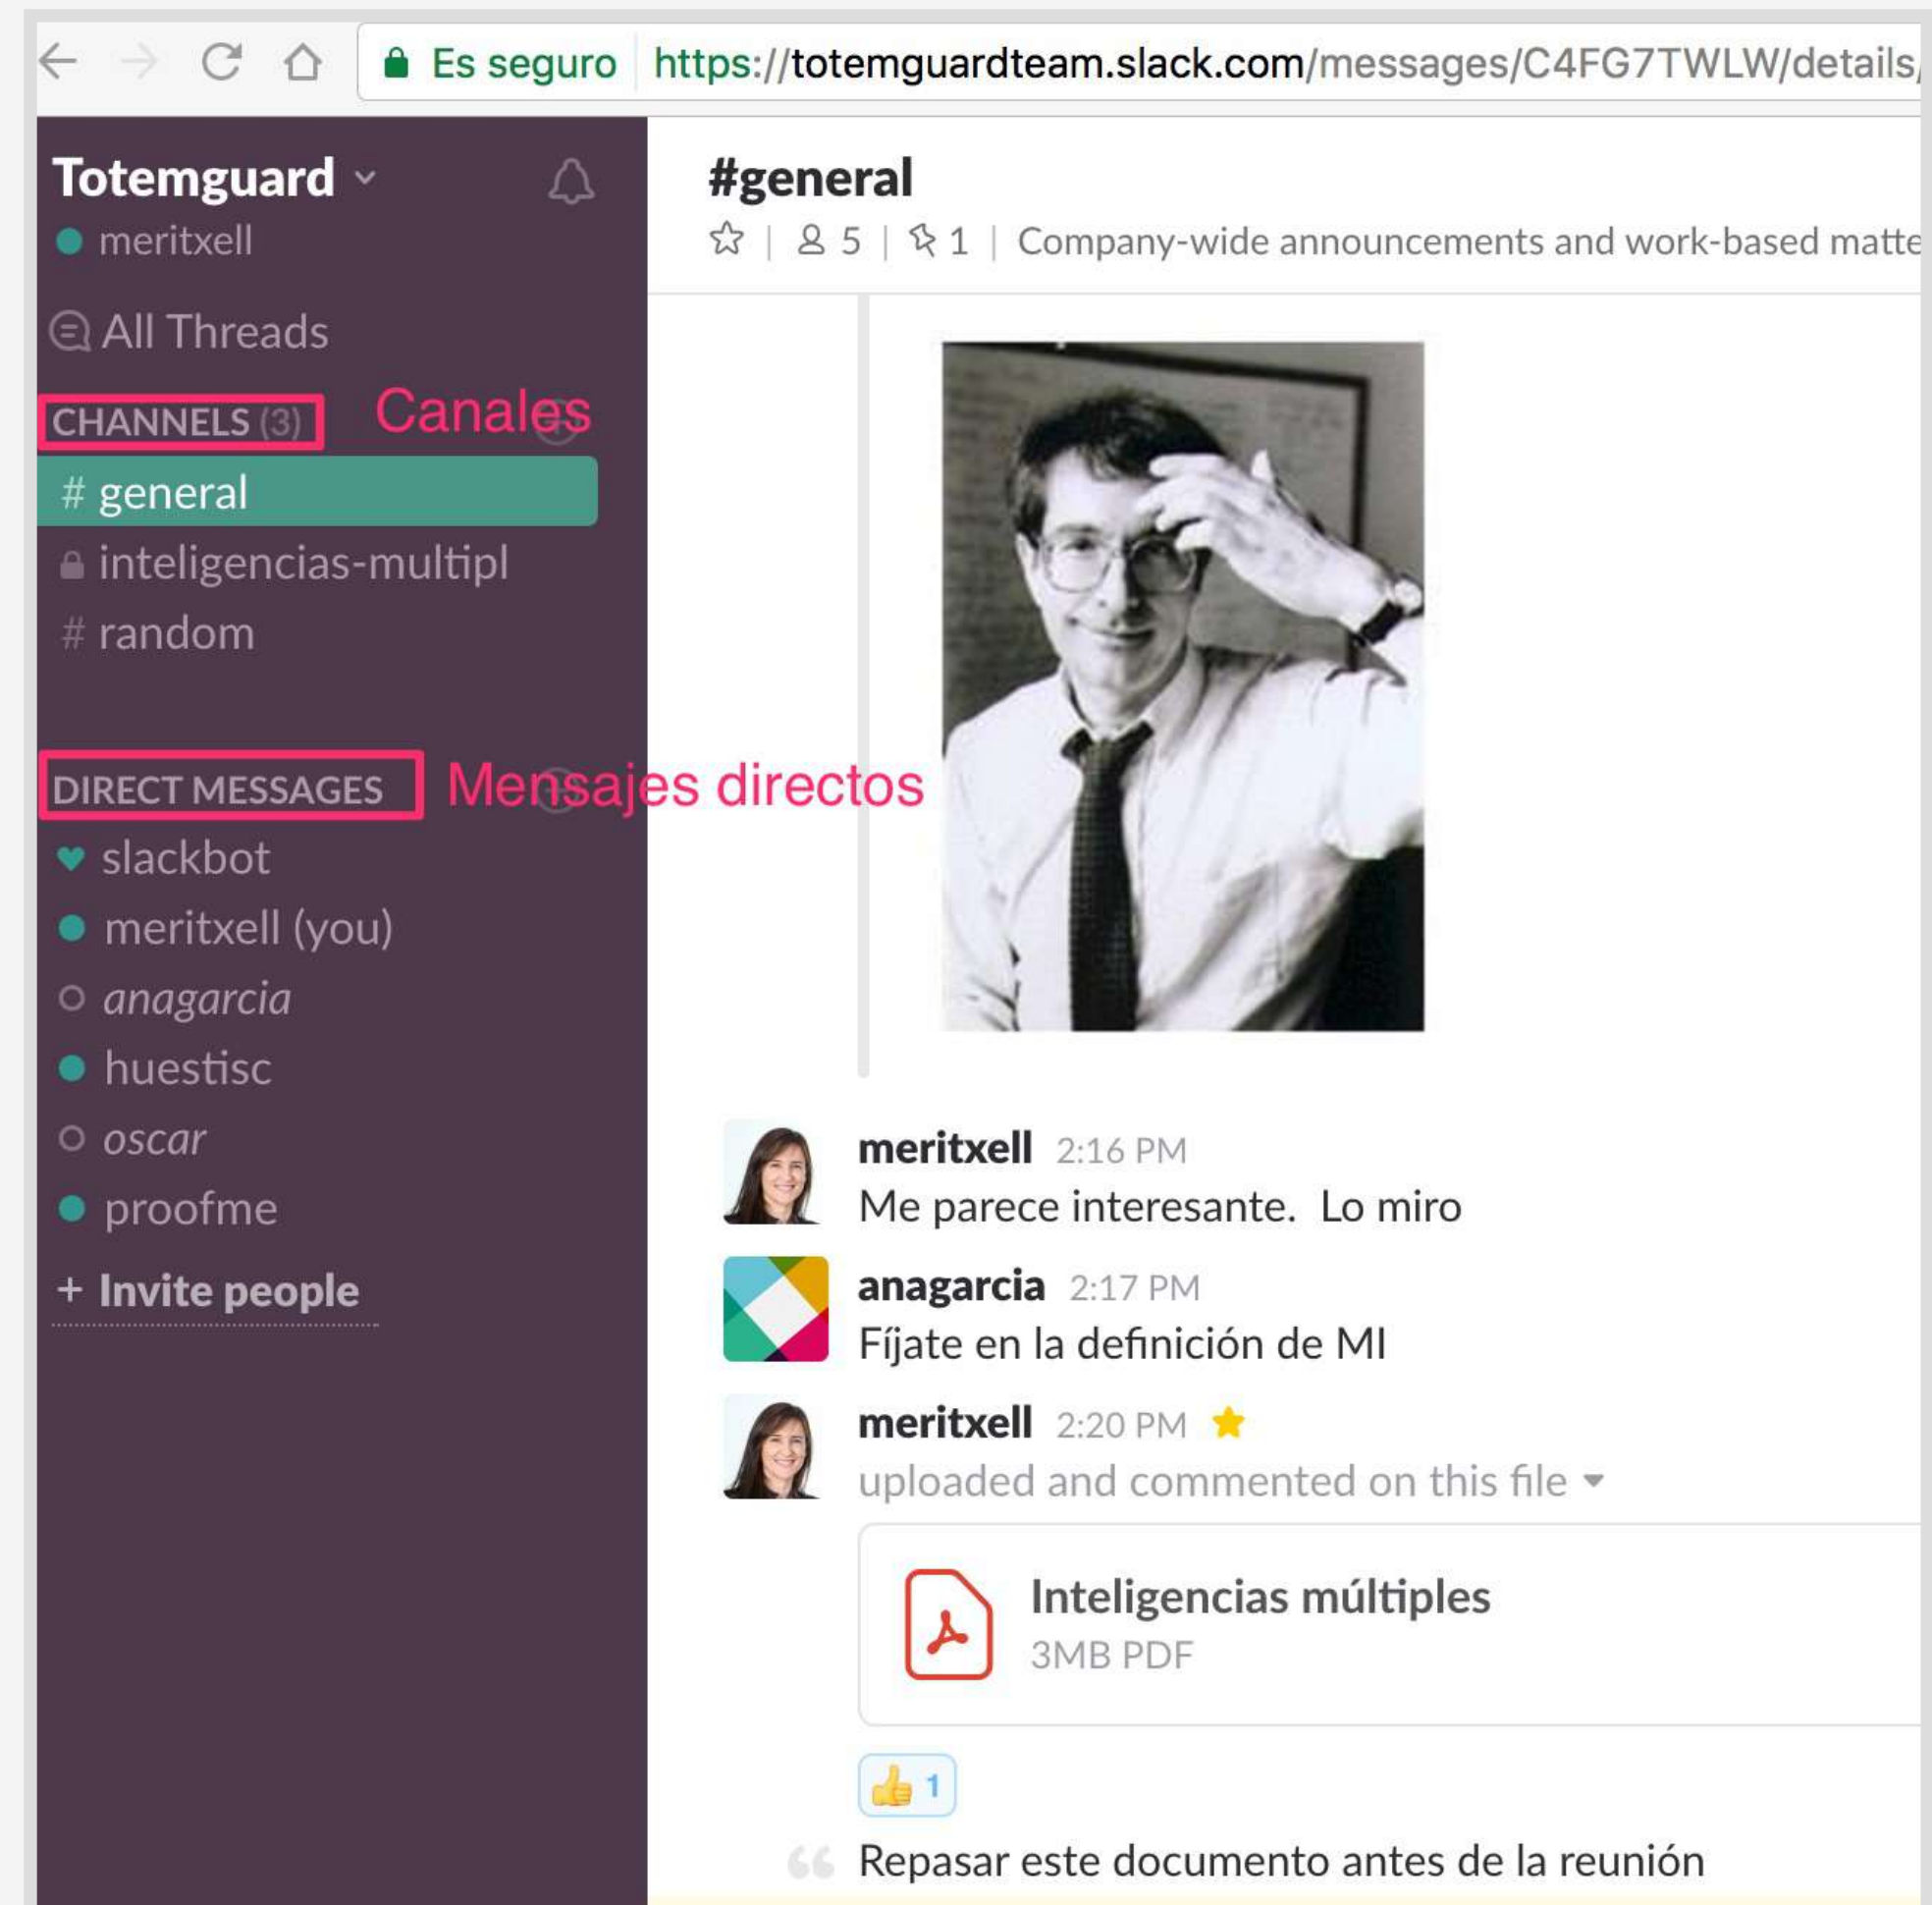 Es seguro https://totemguardteam.slack.com/messages/C4FG7TWLW/details/
Totemguard
meritxell
All Threads
CHANNELS (3) Canales
# general
inteligencias-multipl
# random
DIRECT MESSAGES Mensajes directos
slackbot
meritxell (you)
anagarcia
huestisc
oscar
proofme
+ Invite people
#general
5 | 1 | Company-wide announcements and work-based matte
meritxell 2:16 PM
Me parece interesante. Lo miro
anagarcia 2:17 PM
Fíjate en la definición de MI
meritxell 2:20 PM
uploaded and commented on this file
Inteligencias múltiples
3MB PDF
1
Repasar este documento antes de la reunión